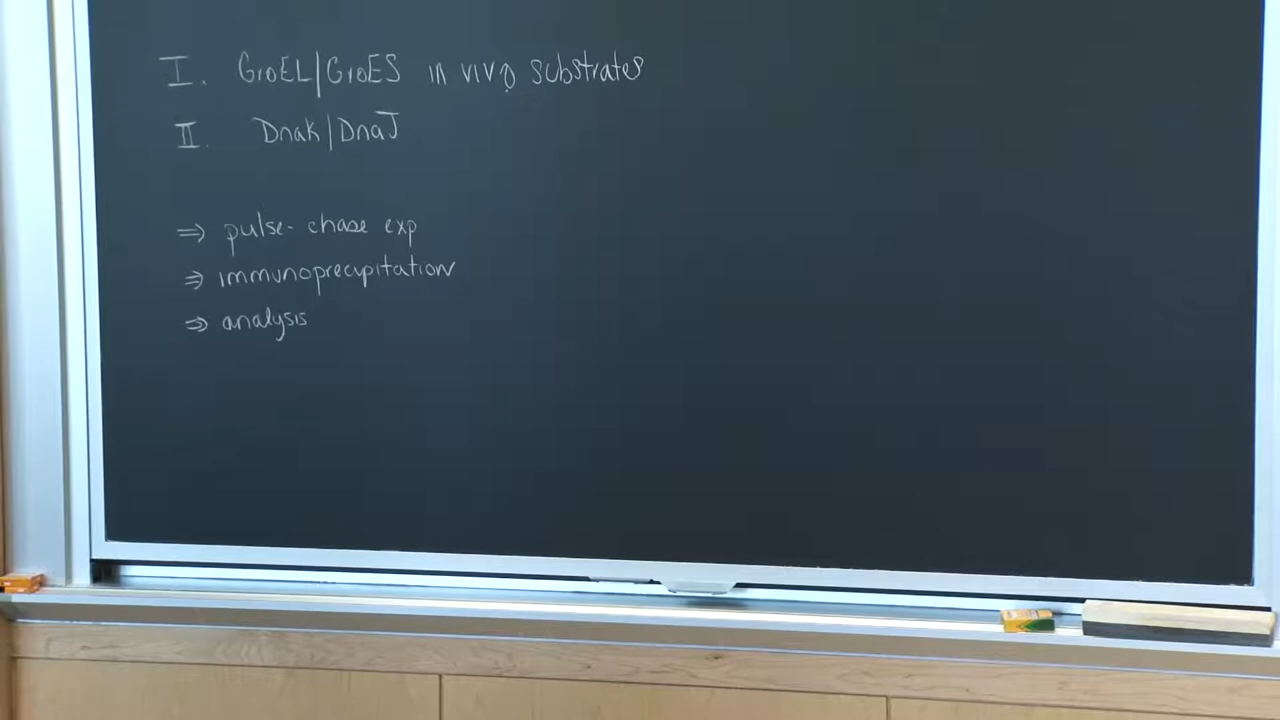 I. GroEL|GroES in vivo substrates
II. DnaK|DnaJ
⇒ pulse-chase exp
⇒ immunoprecipitation
⇒ analysis